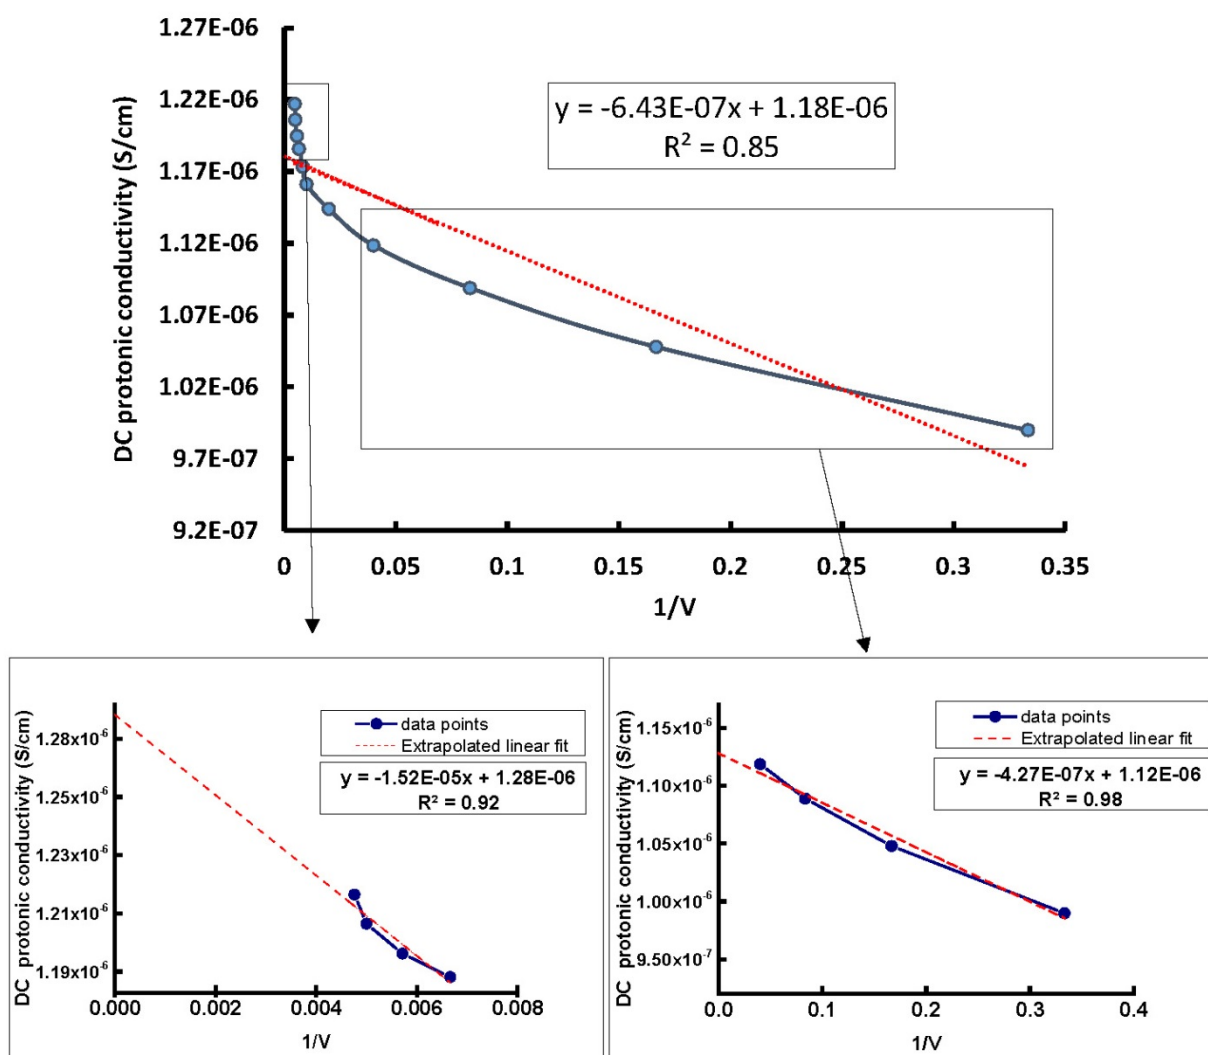 1.27E-06
1.22E-06
1.17E-06
1.12E-06
1.07E-06
1.02E-06
9.7E-07
9.2E-07
DC protonic conductivity (S/cm)
y = -6.43E-07x + 1.18E-06
R² = 0.85
0 0.05 0.1 0.15 0.2 0.25 0.3 0.35
1/V
DC protonic conductivity (S/cm)
1.28x10⁻⁶
1.25x10⁻⁶
1.23x10⁻⁶
1.21x10⁻⁶
1.19x10⁻⁶
data points
Extrapolated linear fit
y = -1.52E-05x + 1.28E-06
R² = 0.92
0.000 0.002 0.004 0.006 0.008
1/V
DC protonic conductivity (S/cm)
1.15x10⁻⁶
1.10x10⁻⁶
1.05x10⁻⁶
1.00x10⁻⁶
9.50x10⁻⁷
data points
Extrapolated linear fit
y = -4.27E-07x + 1.12E-06
R² = 0.98
0.0 0.1 0.2 0.3 0.4
1/V